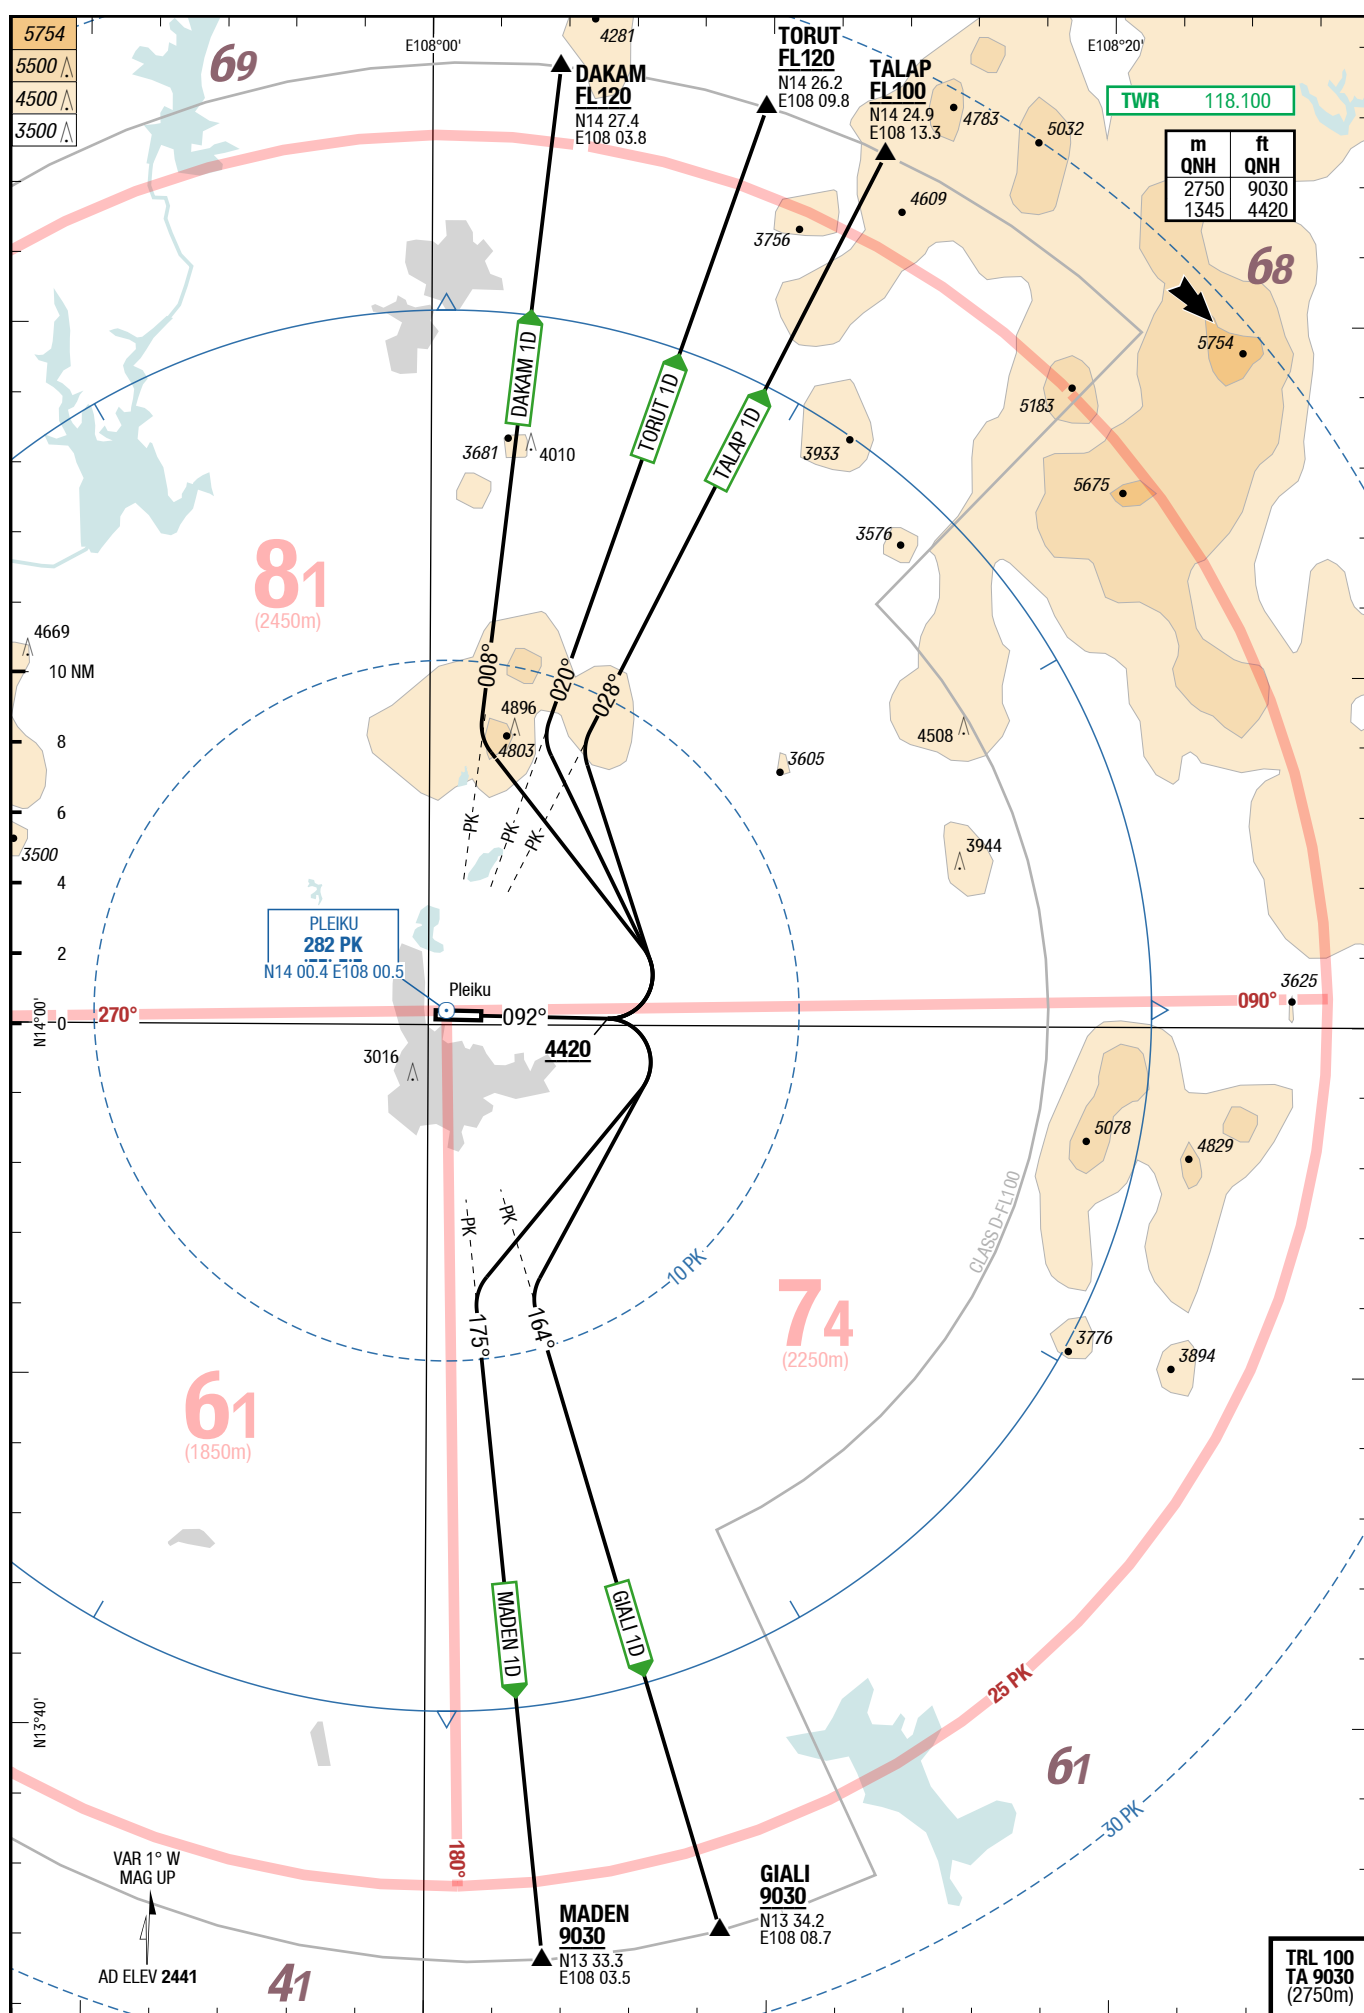 5754
5500
4500
3500
69
E108°00'
4281
DAKAM
FL120
N14 27.4
E108 03.8
TORUT
FL120
N14 26.2
E108 09.8
TALAP
FL100
N14 24.9
E108 13.3
E108°20'
TWR 118.100
m ft
QNH QNH
2750 9030
1345 4420
4783
5032
4609
3756
68
5754
DAKAM 1D
TORUT 1D
TALAP 1D
5183
3681
4010
3933
5675
3576
81
(2450m)
4669
10 NM
8
6
4
2
0
3500
008°
020°
028°
4896
4803
4508
3605
3944
PK
PK
PK
PLEIKU
282 PK
N14 00.4 E108 00.5
Pleiku
3625
270°
092°
090°
N14°00'
4420
3016
5078
4829
CLASS D-FL100
PK
PK
10 PK
175°
164°
74
(2250m)
3776
3894
61
(1850m)
MADEN 1D
GIALI 1D
25 PK
N13°40'
61
30 PK
180°
VAR 1° W
MAG UP
AD ELEV 2441
41
MADEN
9030
N13 33.3
E108 03.5
GIALI
9030
N13 34.2
E108 08.7
TRL 100
TA 9030
(2750m)